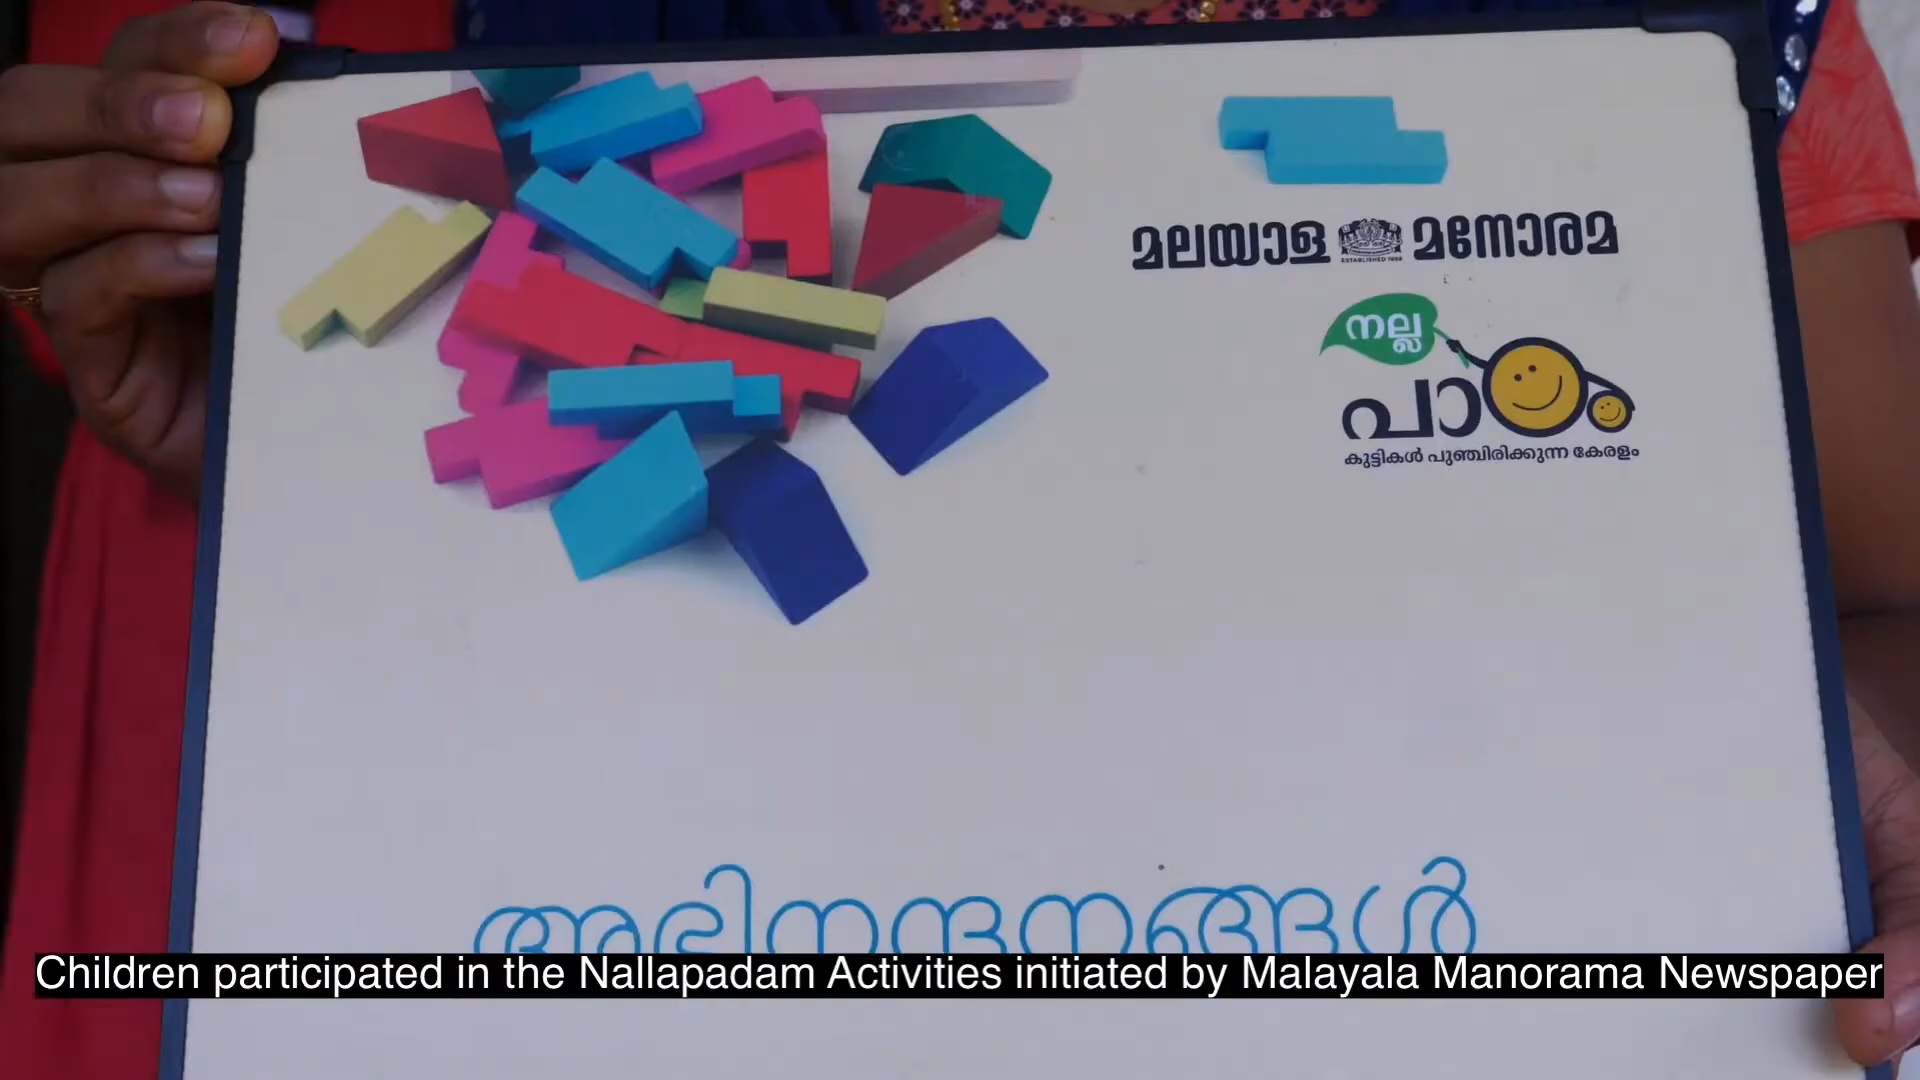 മലയാള മനോരമ
ESTABLISHED 1888
നല്ല
പാഠം
കുട്ടികൾ പുഞ്ചിരിക്കുന്ന കേരളം
അഭിനന്ദനങ്ങൾ
Children participated in the Nallapadam Activities initiated by Malayala Manorama Newspaper